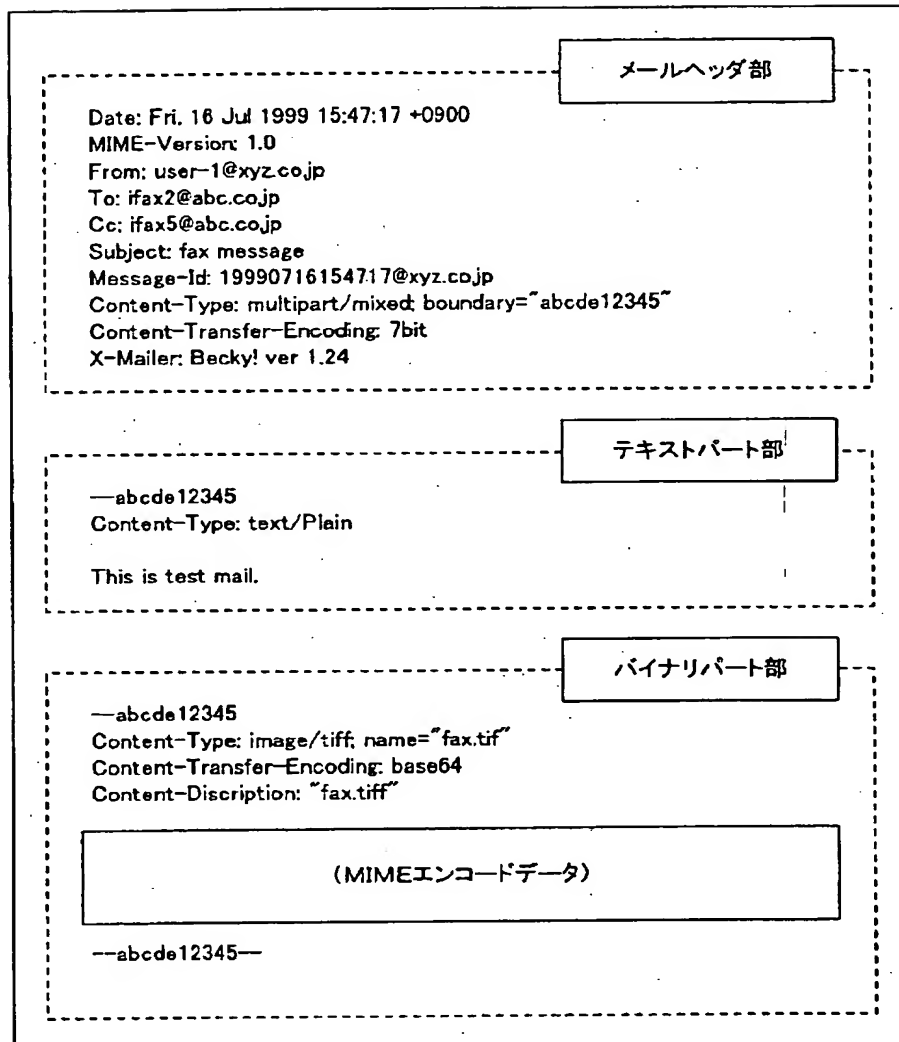 メールヘッダ部
Date: Fri. 16 Jul 1999 15:47:17 +0900
MIME-Version: 1.0
From: user-1@xyz.co.jp
To: ifax2@abc.co.jp
Cc: ifax5@abc.co.jp
Subject: fax message
Message-Id: 19990716154717@xyz.co.jp
Content-Type: multipart/mixed; boundary="abcde12345"
Content-Transfer-Encoding: 7bit
X-Mailer: Becky! ver 1.24
テキストパート部
--abcde12345
Content-Type: text/Plain
This is test mail.
バイナリパート部
--abcde12345
Content-Type: image/tiff; name="fax.tif"
Content-Transfer-Encoding: base64
Content-Discription: "fax.tiff"
(MIMEエンコードデータ)
--abcde12345--